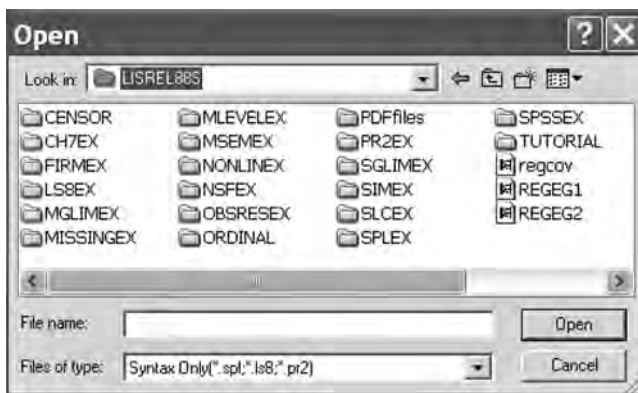 Open
Look in: LISREL88S
CENSOR MLEVELEX PDFfiles SPSSEX
CH7EX MSEMEX PR2EX TUTORIAL
FIRMEX NONLINEX SGLIMEX regcov
LS8EX NSFEX SIMEX REGEG1
MGLIMEX OBSRESEX SLCEX REGEG2
MISSINGEX ORDINAL SPLEX
File name: Open
Files of type: Syntax Only(*.spl;*.ls8;*.pr2) Cancel